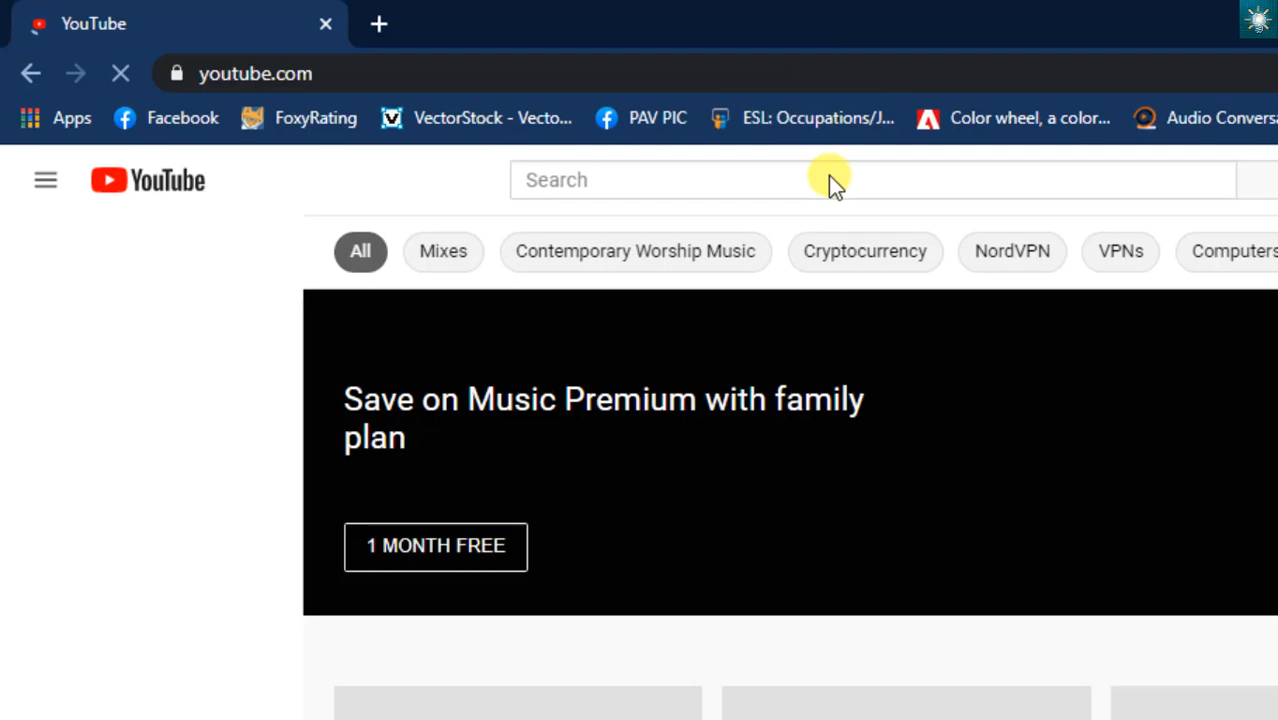 YouTube
youtube.com
Apps Facebook FoxyRating VectorStock - Vecto... PAV PIC ESL: Occupations/J... Color wheel, a color... Audio Conversa
YouTube Search
All Mixes Contemporary Worship Music Cryptocurrency NordVPN VPNs Computers
Save on Music Premium with family
plan
1 MONTH FREE